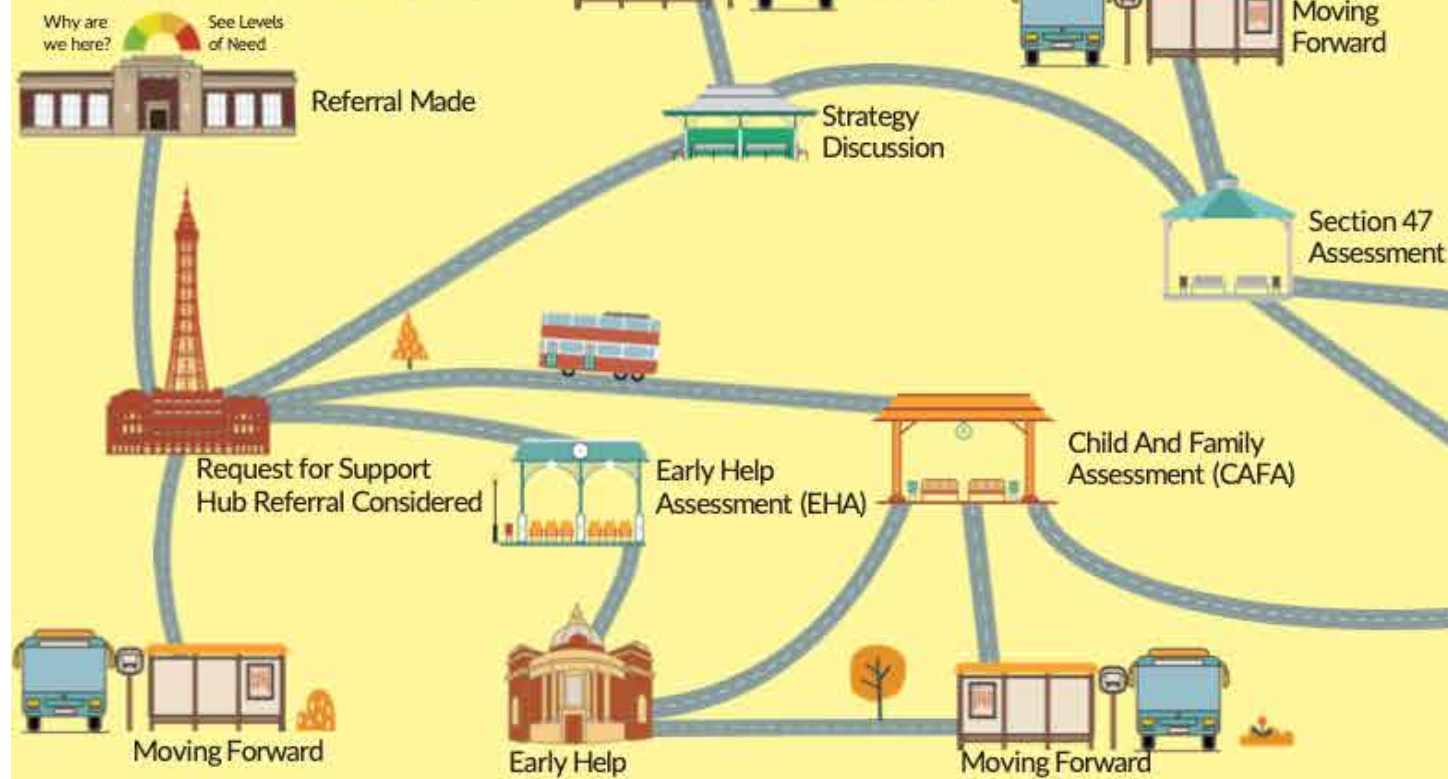 Moving
Forward
Why are
we here?
See Levels
of Need
Referral Made
Strategy
Discussion
Section 47
Assessment
Request for Support
Hub Referral Considered
Early Help
Assessment (EHA)
Child And Family
Assessment (CAFA)
Moving Forward
Early Help
Moving Forward